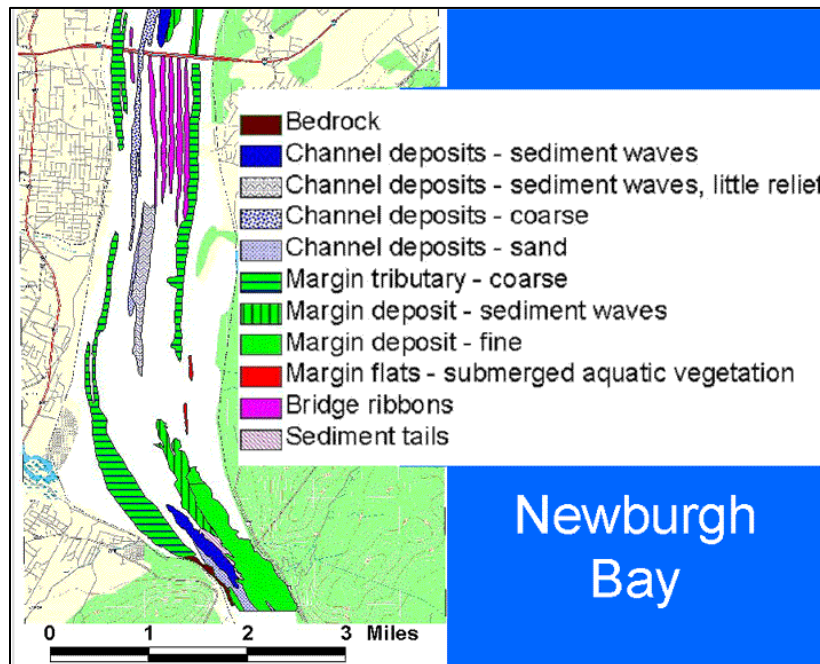 Bedrock
Channel deposits - sediment waves
Channel deposits - sediment waves, little relief
Channel deposits - coarse
Channel deposits - sand
Margin tributary - coarse
Margin deposit - sediment waves
Margin deposit - fine
Margin flats - submerged aquatic vegetation
Bridge ribbons
Sediment tails
Newburgh
Bay
0 1 2 3 Miles